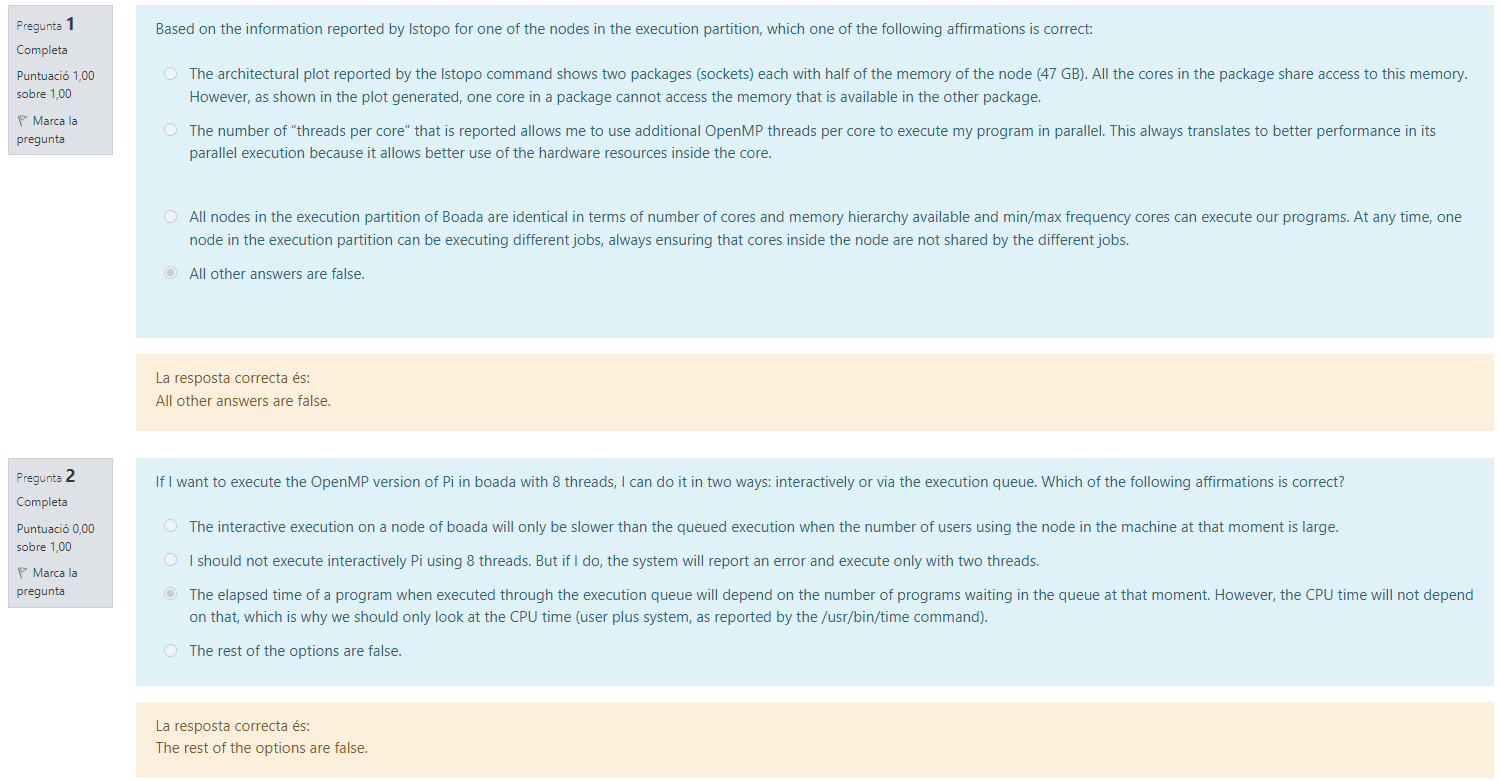 Pregunta 1
Completa
Puntuació 1,00
sobre 1,00
Marca la
pregunta
Based on the information reported by lstopo for one of the nodes in the execution partition, which one of the following affirmations is correct:
The architectural plot reported by the lstopo command shows two packages (sockets) each with half of the memory of the node (47 GB). All the cores in the package share access to this memory.
However, as shown in the plot generated, one core in a package cannot access the memory that is available in the other package.
The number of "threads per core" that is reported allows me to use additional OpenMP threads per core to execute my program in parallel. This always translates to better performance in its
parallel execution because it allows better use of the hardware resources inside the core.
All nodes in the execution partition of Boada are identical in terms of number of cores and memory hierarchy available and min/max frequency cores can execute our programs. At any time, one
node in the execution partition can be executing different jobs, always ensuring that cores inside the node are not shared by the different jobs.
All other answers are false.
La resposta correcta és:
All other answers are false.
Pregunta 2
Completa
Puntuació 0,00
sobre 1,00
Marca la
pregunta
If I want to execute the OpenMP version of Pi in boada with 8 threads, I can do it in two ways: interactively or via the execution queue. Which of the following affirmations is correct?
The interactive execution on a node of boada will only be slower than the queued execution when the number of users using the node in the machine at that moment is large.
I should not execute interactively Pi using 8 threads. But if I do, the system will report an error and execute only with two threads.
The elapsed time of a program when executed through the execution queue will depend on the number of programs waiting in the queue at that moment. However, the CPU time will not depend
on that, which is why we should only look at the CPU time (user plus system, as reported by the /usr/bin/time command).
The rest of the options are false.
La resposta correcta és:
The rest of the options are false.